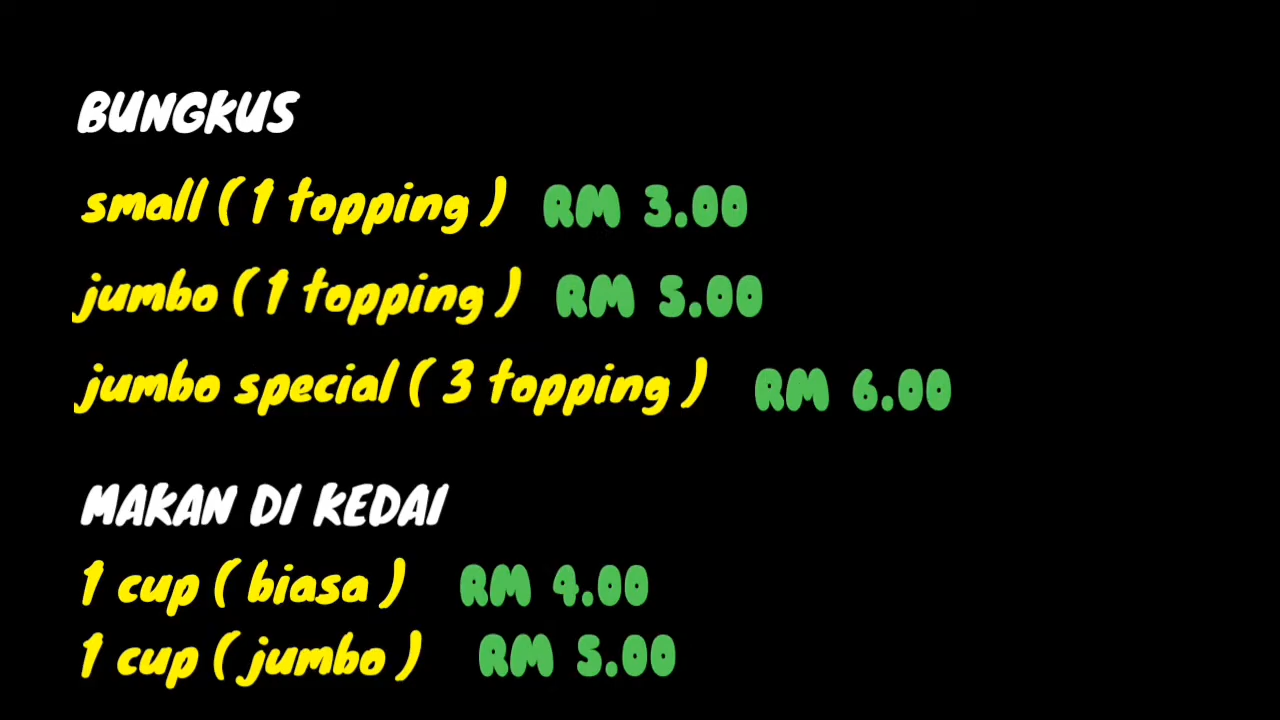 BUNGKUS
small ( 1 topping ) RM 3.00
jumbo ( 1 topping ) RM 5.00
jumbo special ( 3 topping ) RM 6.00
MAKAN DI KEDAI
1 cup ( biasa ) RM 4.00
1 cup ( jumbo ) RM 5.00